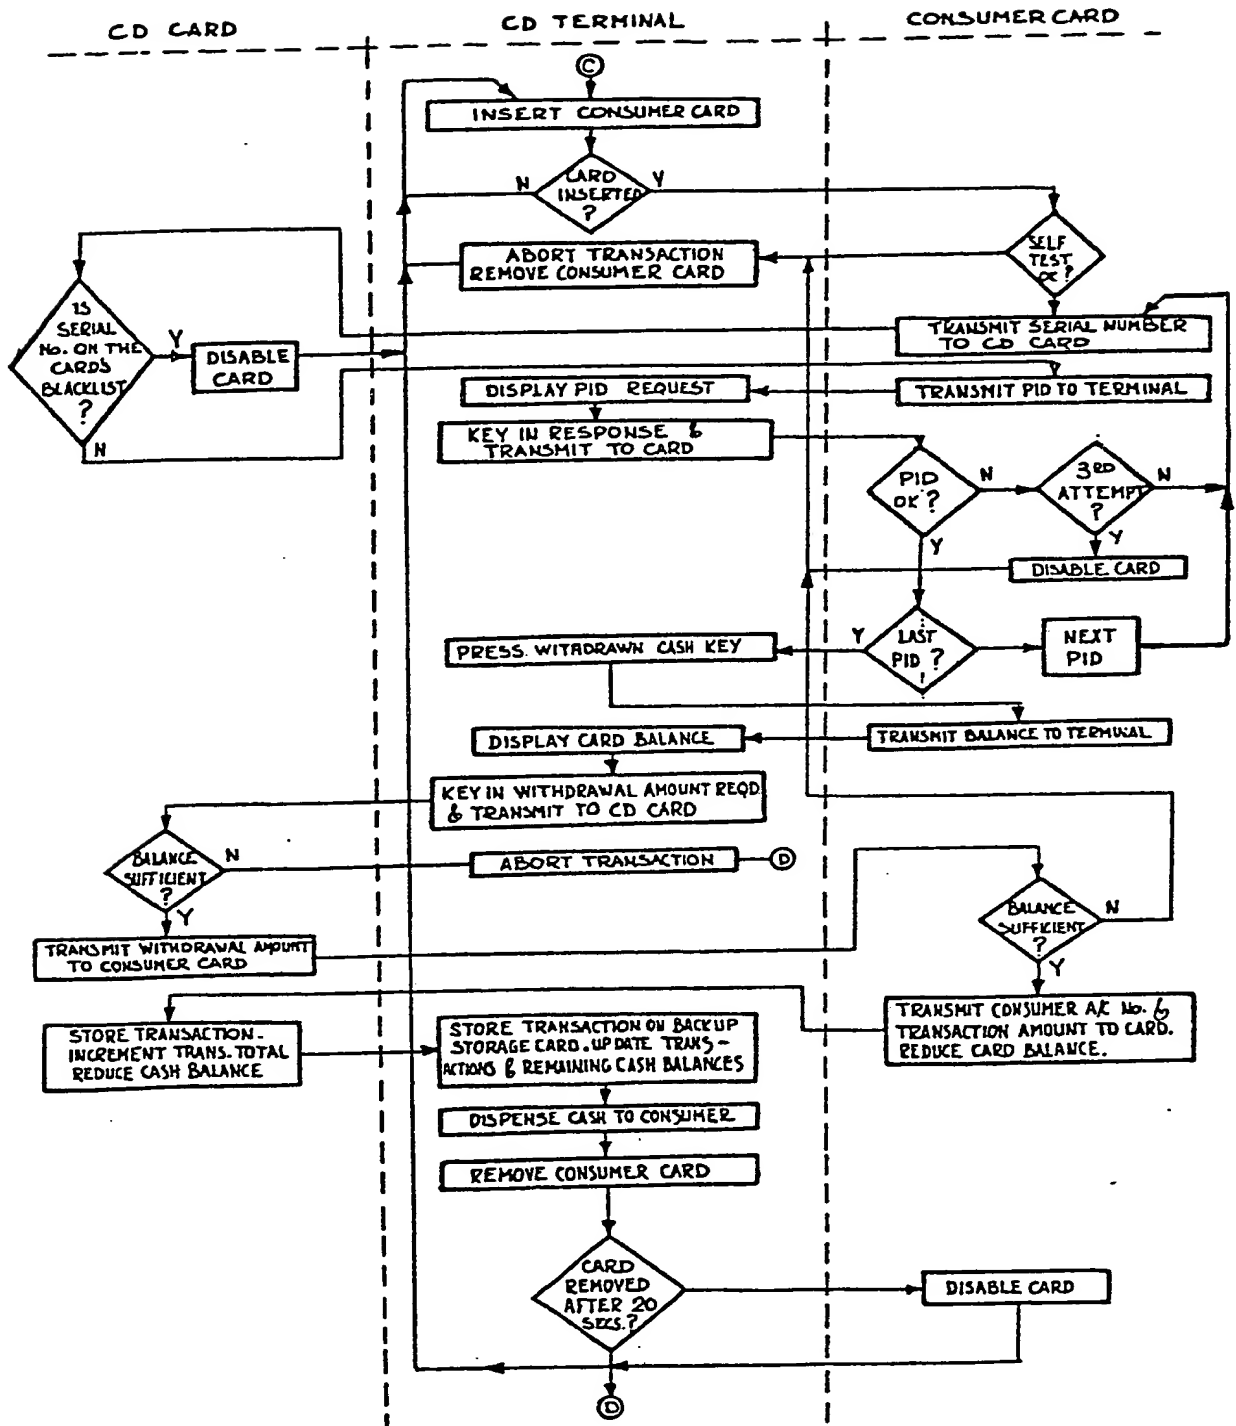 CD CARD
CD TERMINAL
CONSUMER CARD
C
INSERT CONSUMER CARD
CARD
INSERTED
?
N
Y
SELF
TEST
OK?
ABORT TRANSACTION
REMOVE CONSUMER CARD
IS
SERIAL
No. ON THE
CARDS
BLACKLIST
?
Y
N
DISABLE
CARD
TRANSMIT SERIAL NUMBER
TO CD CARD
DISPLAY PID REQUEST
TRANSMIT PID TO TERMINAL
KEY IN RESPONSE &
TRANSMIT TO CARD
PID
OK?
N
Y
3RD
ATTEMPT
?
N
Y
DISABLE CARD
PRESS. WITHDRAWN CASH KEY
Y
LAST
PID?
NEXT
PID
DISPLAY CARD BALANCE
TRANSMIT BALANCE TO TERMINAL
KEY IN WITHDRAWAL AMOUNT REQD.
& TRANSMIT TO CD CARD
BALANCE
SUFFICIENT
?
N
Y
ABORT TRANSACTION
D
BALANCE
SUFFICIENT
?
N
Y
TRANSMIT WITHDRAWAL AMOUNT
TO CONSUMER CARD
STORE TRANSACTION-
INCREMENT TRANS. TOTAL
REDUCE CASH BALANCE
STORE TRANSACTION ON BACKUP
STORAGE CARD. UPDATE TRANS-
ACTIONS & REMAINING CASH BALANCES
TRANSMIT CONSUMER A/C No. &
TRANSACTION AMOUNT TO CARD.
REDUCE CARD BALANCE.
DISPENSE CASH TO CONSUMER
REMOVE CONSUMER CARD
CARD
REMOVED
AFTER 20
SECS.?
DISABLE CARD
D